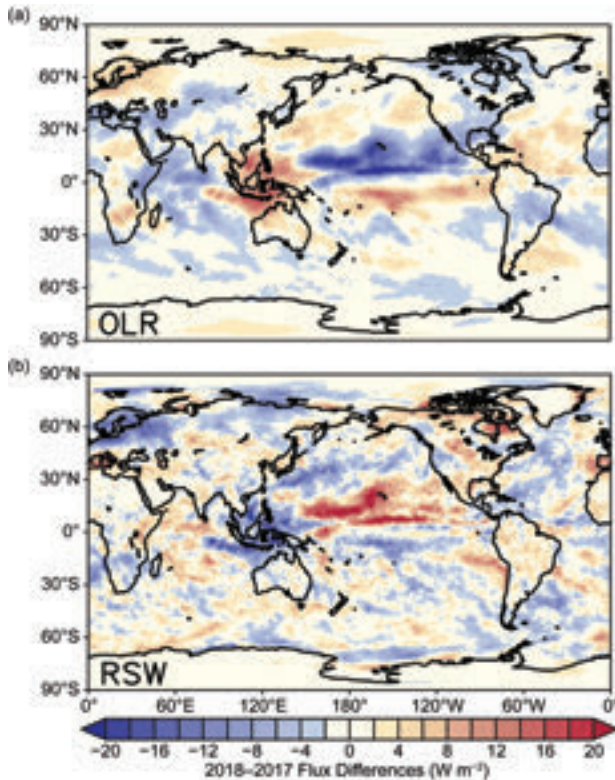 (a)
90°N
60°N
30°N
0°
30°S
60°S
90°S
OLR
(b)
90°N
60°N
30°N
0°
30°S
60°S
90°S
RSW
0° 60°E 120°E 180° 120°W 60°W 0°
−20 −16 −12 −8 −4 0 4 8 12 16 20
2018–2017 Flux Differences (W m⁻²)